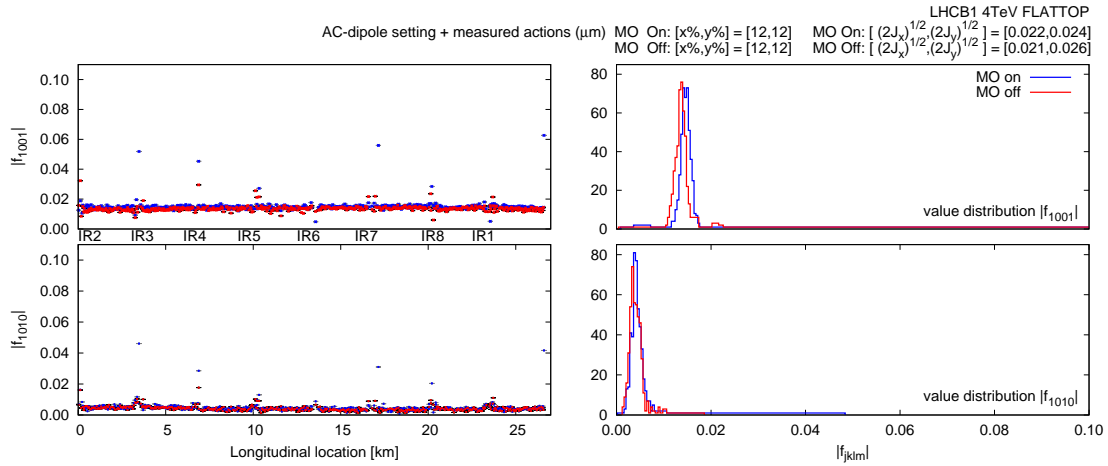 LHCB1 4TeV FLATTOP
AC-dipole setting + measured actions (μm) MO On: [x%,y%] = [12,12] MO On: [ (2Jx)^1/2,(2Jy)^1/2 ] = [0.022,0.024]
MO Off: [x%,y%] = [12,12] MO Off: [ (2Jx)^1/2,(2Jy)^1/2 ] = [0.021,0.026]
|f1001|
0.10
0.08
0.06
0.04
0.02
0.00
IR2 IR3 IR4 IR5 IR6 IR7 IR8 IR1
80
60
40
20
0
MO on
MO off
value distribution |f1001|
|f1010|
0.10
0.08
0.06
0.04
0.02
0.00
0 5 10 15 20 25
Longitudinal location [km]
80
60
40
20
0
value distribution |f1010|
0.00 0.02 0.04 0.06 0.08 0.10
|fjklm|